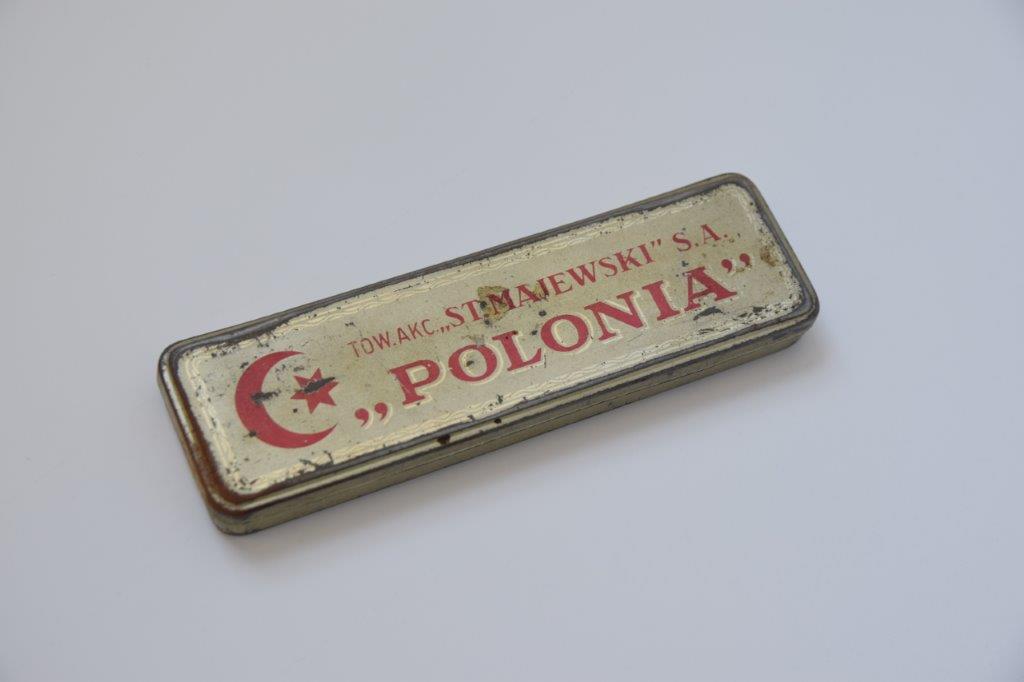 TOW. AKC. „ST. MAJEWSKI” S.A.
„POLONIA”